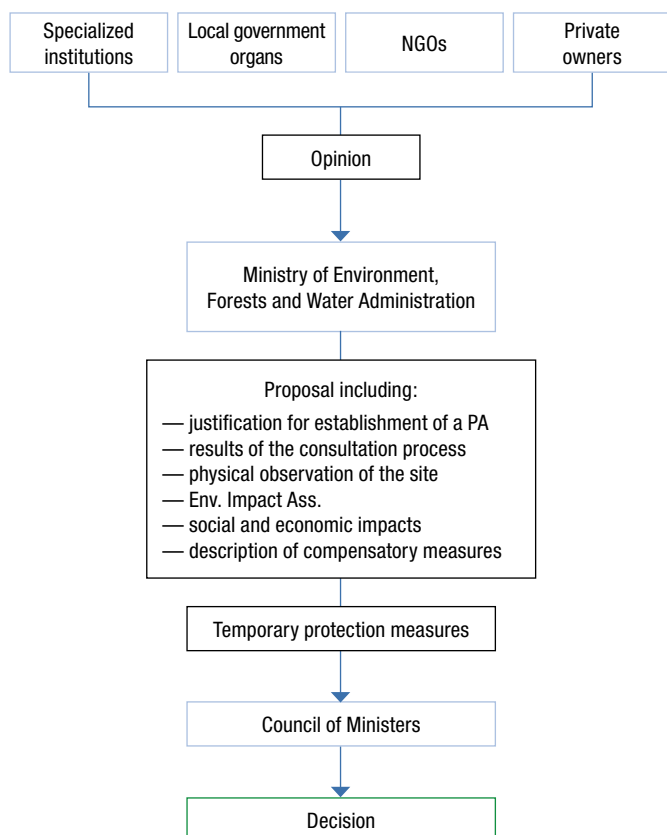 Specialized
institutions
Local government
organs
NGOs
Private
owners
Opinion
Ministry of Environment,
Forests and Water Administration
Proposal including:
— justification for establishment of a PA
— results of the consultation process
— physical observation of the site
— Env. Impact Ass.
— social and economic impacts
— description of compensatory measures
Temporary protection measures
Council of Ministers
Decision